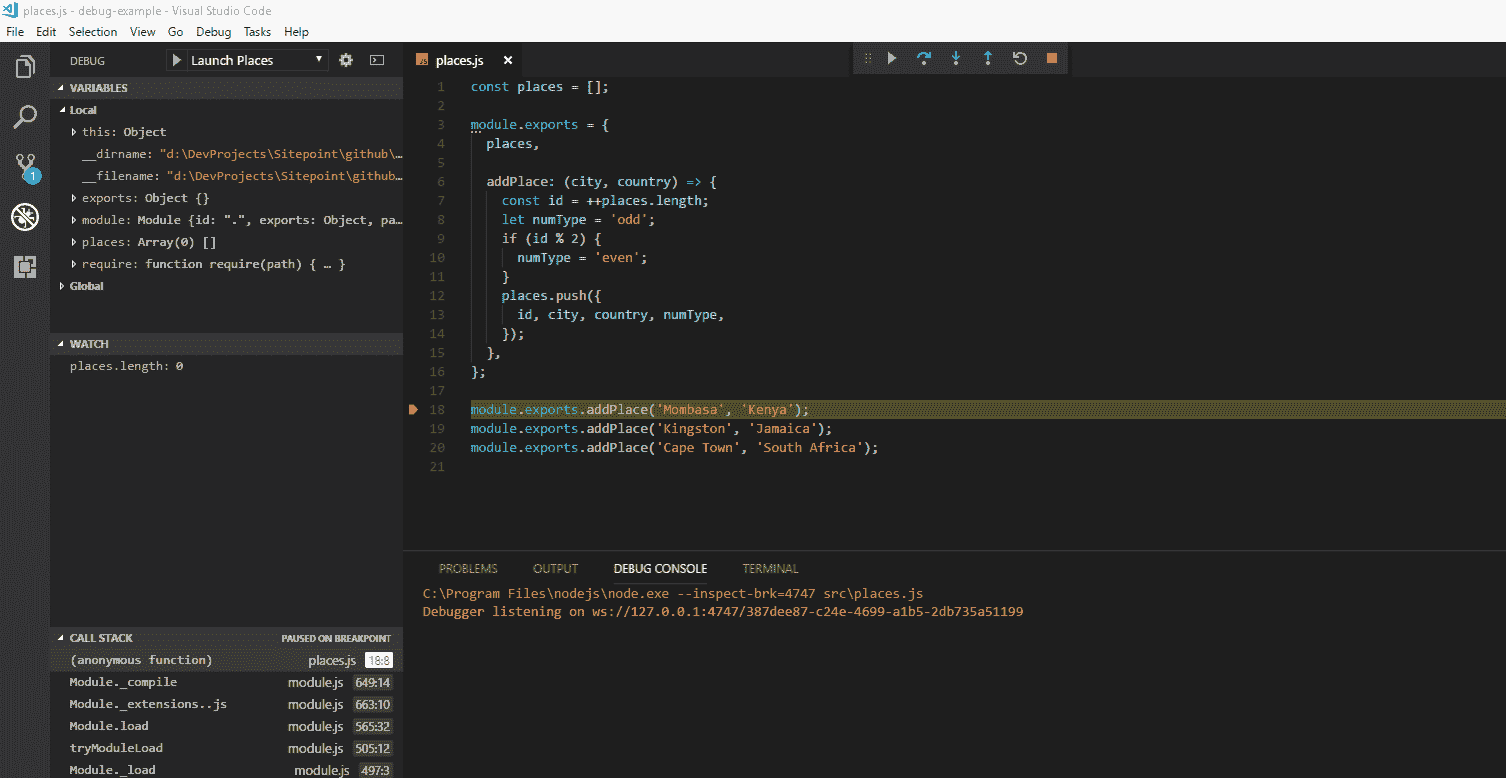 places.js - debug-example - Visual Studio Code
File Edit Selection View Go Debug Tasks Help
DEBUG Launch Places
VARIABLES
Local
this: Object
__dirname: "d:\DevProjects\Sitepoint\github\…
__filename: "d:\DevProjects\Sitepoint\github…
exports: Object {}
module: Module {id: ".", exports: Object, pa…
places: Array(0) []
require: function require(path) { … }
Global
WATCH
places.length: 0
CALL STACK PAUSED ON BREAKPOINT
(anonymous function) places.js 18:8
Module._compile module.js 649:14
Module._extensions..js module.js 663:10
Module.load module.js 565:32
tryModuleLoad module.js 505:12
Module._load module.js 497:3
1
JS places.js
1 const places = [];
2
3 module.exports = {
4 places,
5
6 addPlace: (city, country) => {
7 const id = ++places.length;
8 let numType = 'odd';
9 if (id % 2) {
10 numType = 'even';
11 }
12 places.push({
13 id, city, country, numType,
14 });
15 },
16 };
17
18 module.exports.addPlace('Mombasa', 'Kenya');
19 module.exports.addPlace('Kingston', 'Jamaica');
20 module.exports.addPlace('Cape Town', 'South Africa');
21
PROBLEMS OUTPUT DEBUG CONSOLE TERMINAL
C:\Program Files\nodejs\node.exe --inspect-brk=4747 src\places.js
Debugger listening on ws://127.0.0.1:4747/387dee87-c24e-4699-a1b5-2db735a51199